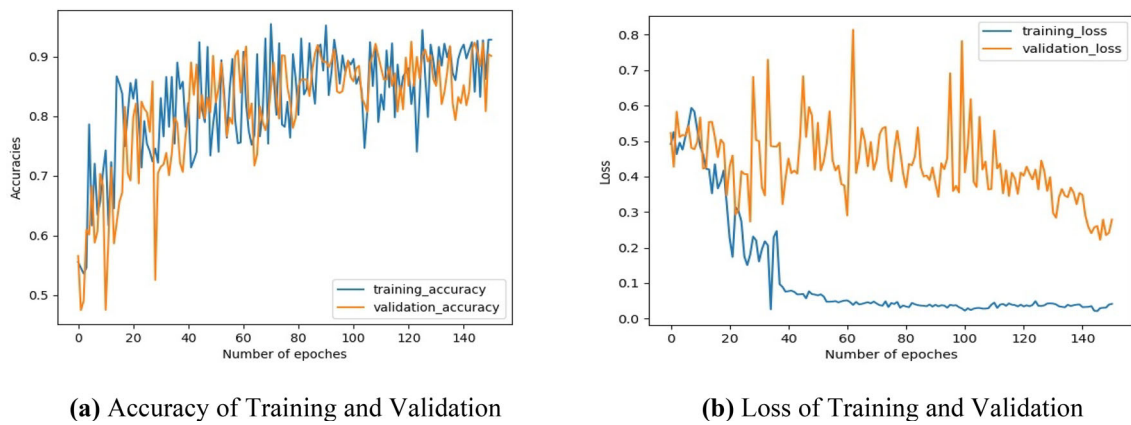 0.9
0.8
0.7
0.6
0.5
Accuracies
training_accuracy
validation_accuracy
0 20 40 60 80 100 120 140
Number of epoches
(a) Accuracy of Training and Validation
training_loss
validation_loss
0.8
0.7
0.6
0.5
0.4
0.3
0.2
0.1
0.0
Loss
0 20 40 60 80 100 120 140
Number of epoches
(b) Loss of Training and Validation